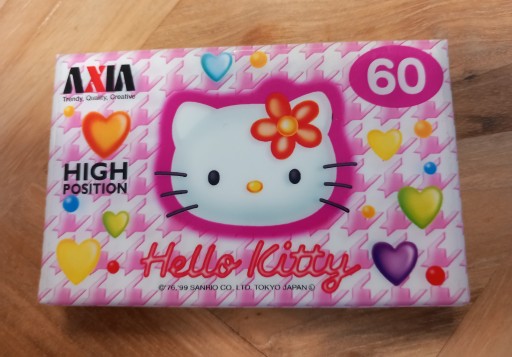 AXIA
Trendy, Quality, Creative
60
HIGH
POSITION
Hello Kitty
©'76,'99 SANRIO CO., LTD. TOKYO JAPAN Ⓛ